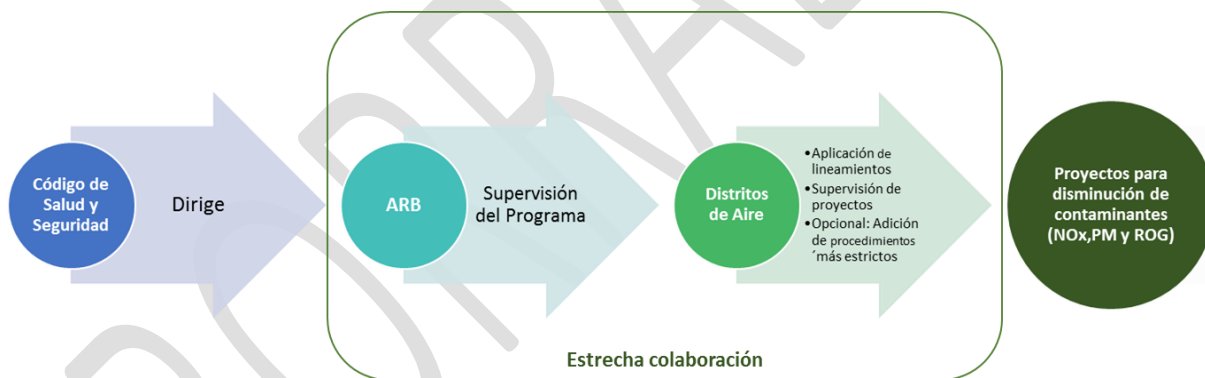 Código de
Salud y
Seguridad
Dirige
ARB
Supervisión
del Programa
Distritos
de Aire
•Aplicación de
lineamientos
•Supervisión de
proyectos
•Opcional: Adición
de procedimientos
´más estrictos
Proyectos para
disminución de
contaminantes
(NOx,PM y ROG)
Estrecha colaboración